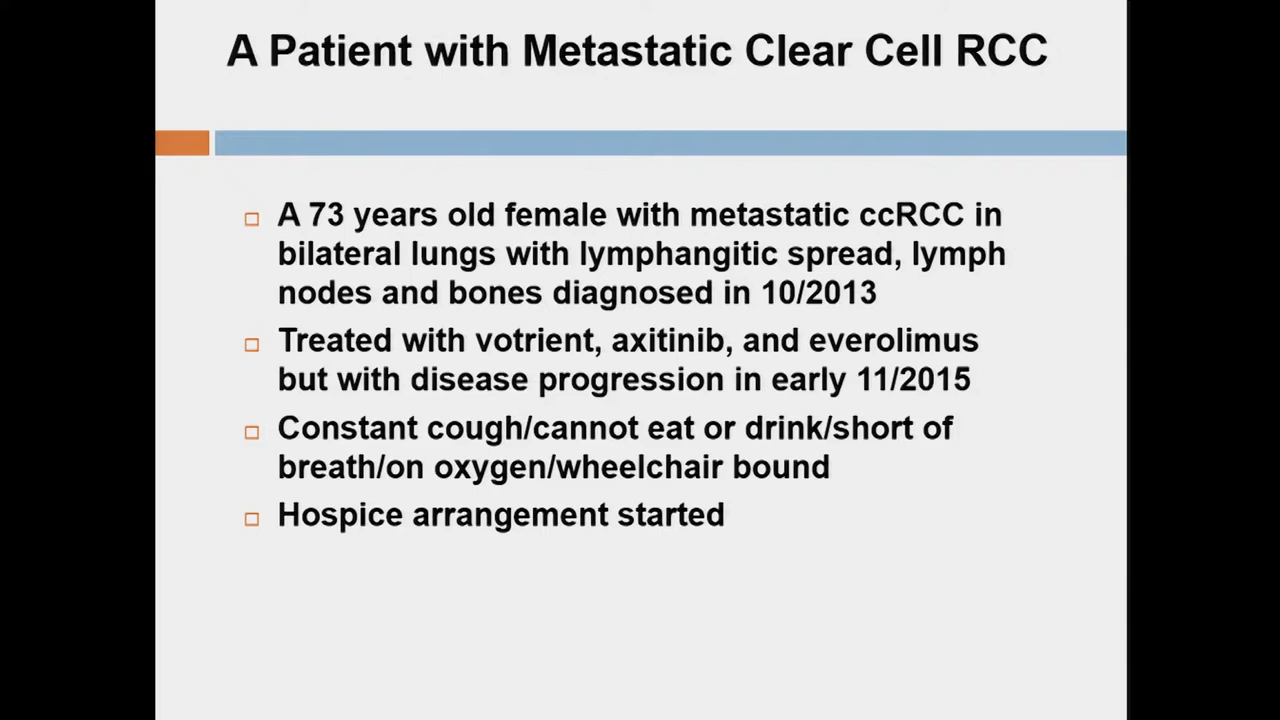 A Patient with Metastatic Clear Cell RCC
A 73 years old female with metastatic ccRCC in
bilateral lungs with lymphangitic spread, lymph
nodes and bones diagnosed in 10/2013
Treated with votrient, axitinib, and everolimus
but with disease progression in early 11/2015
Constant cough/cannot eat or drink/short of
breath/on oxygen/wheelchair bound
Hospice arrangement started